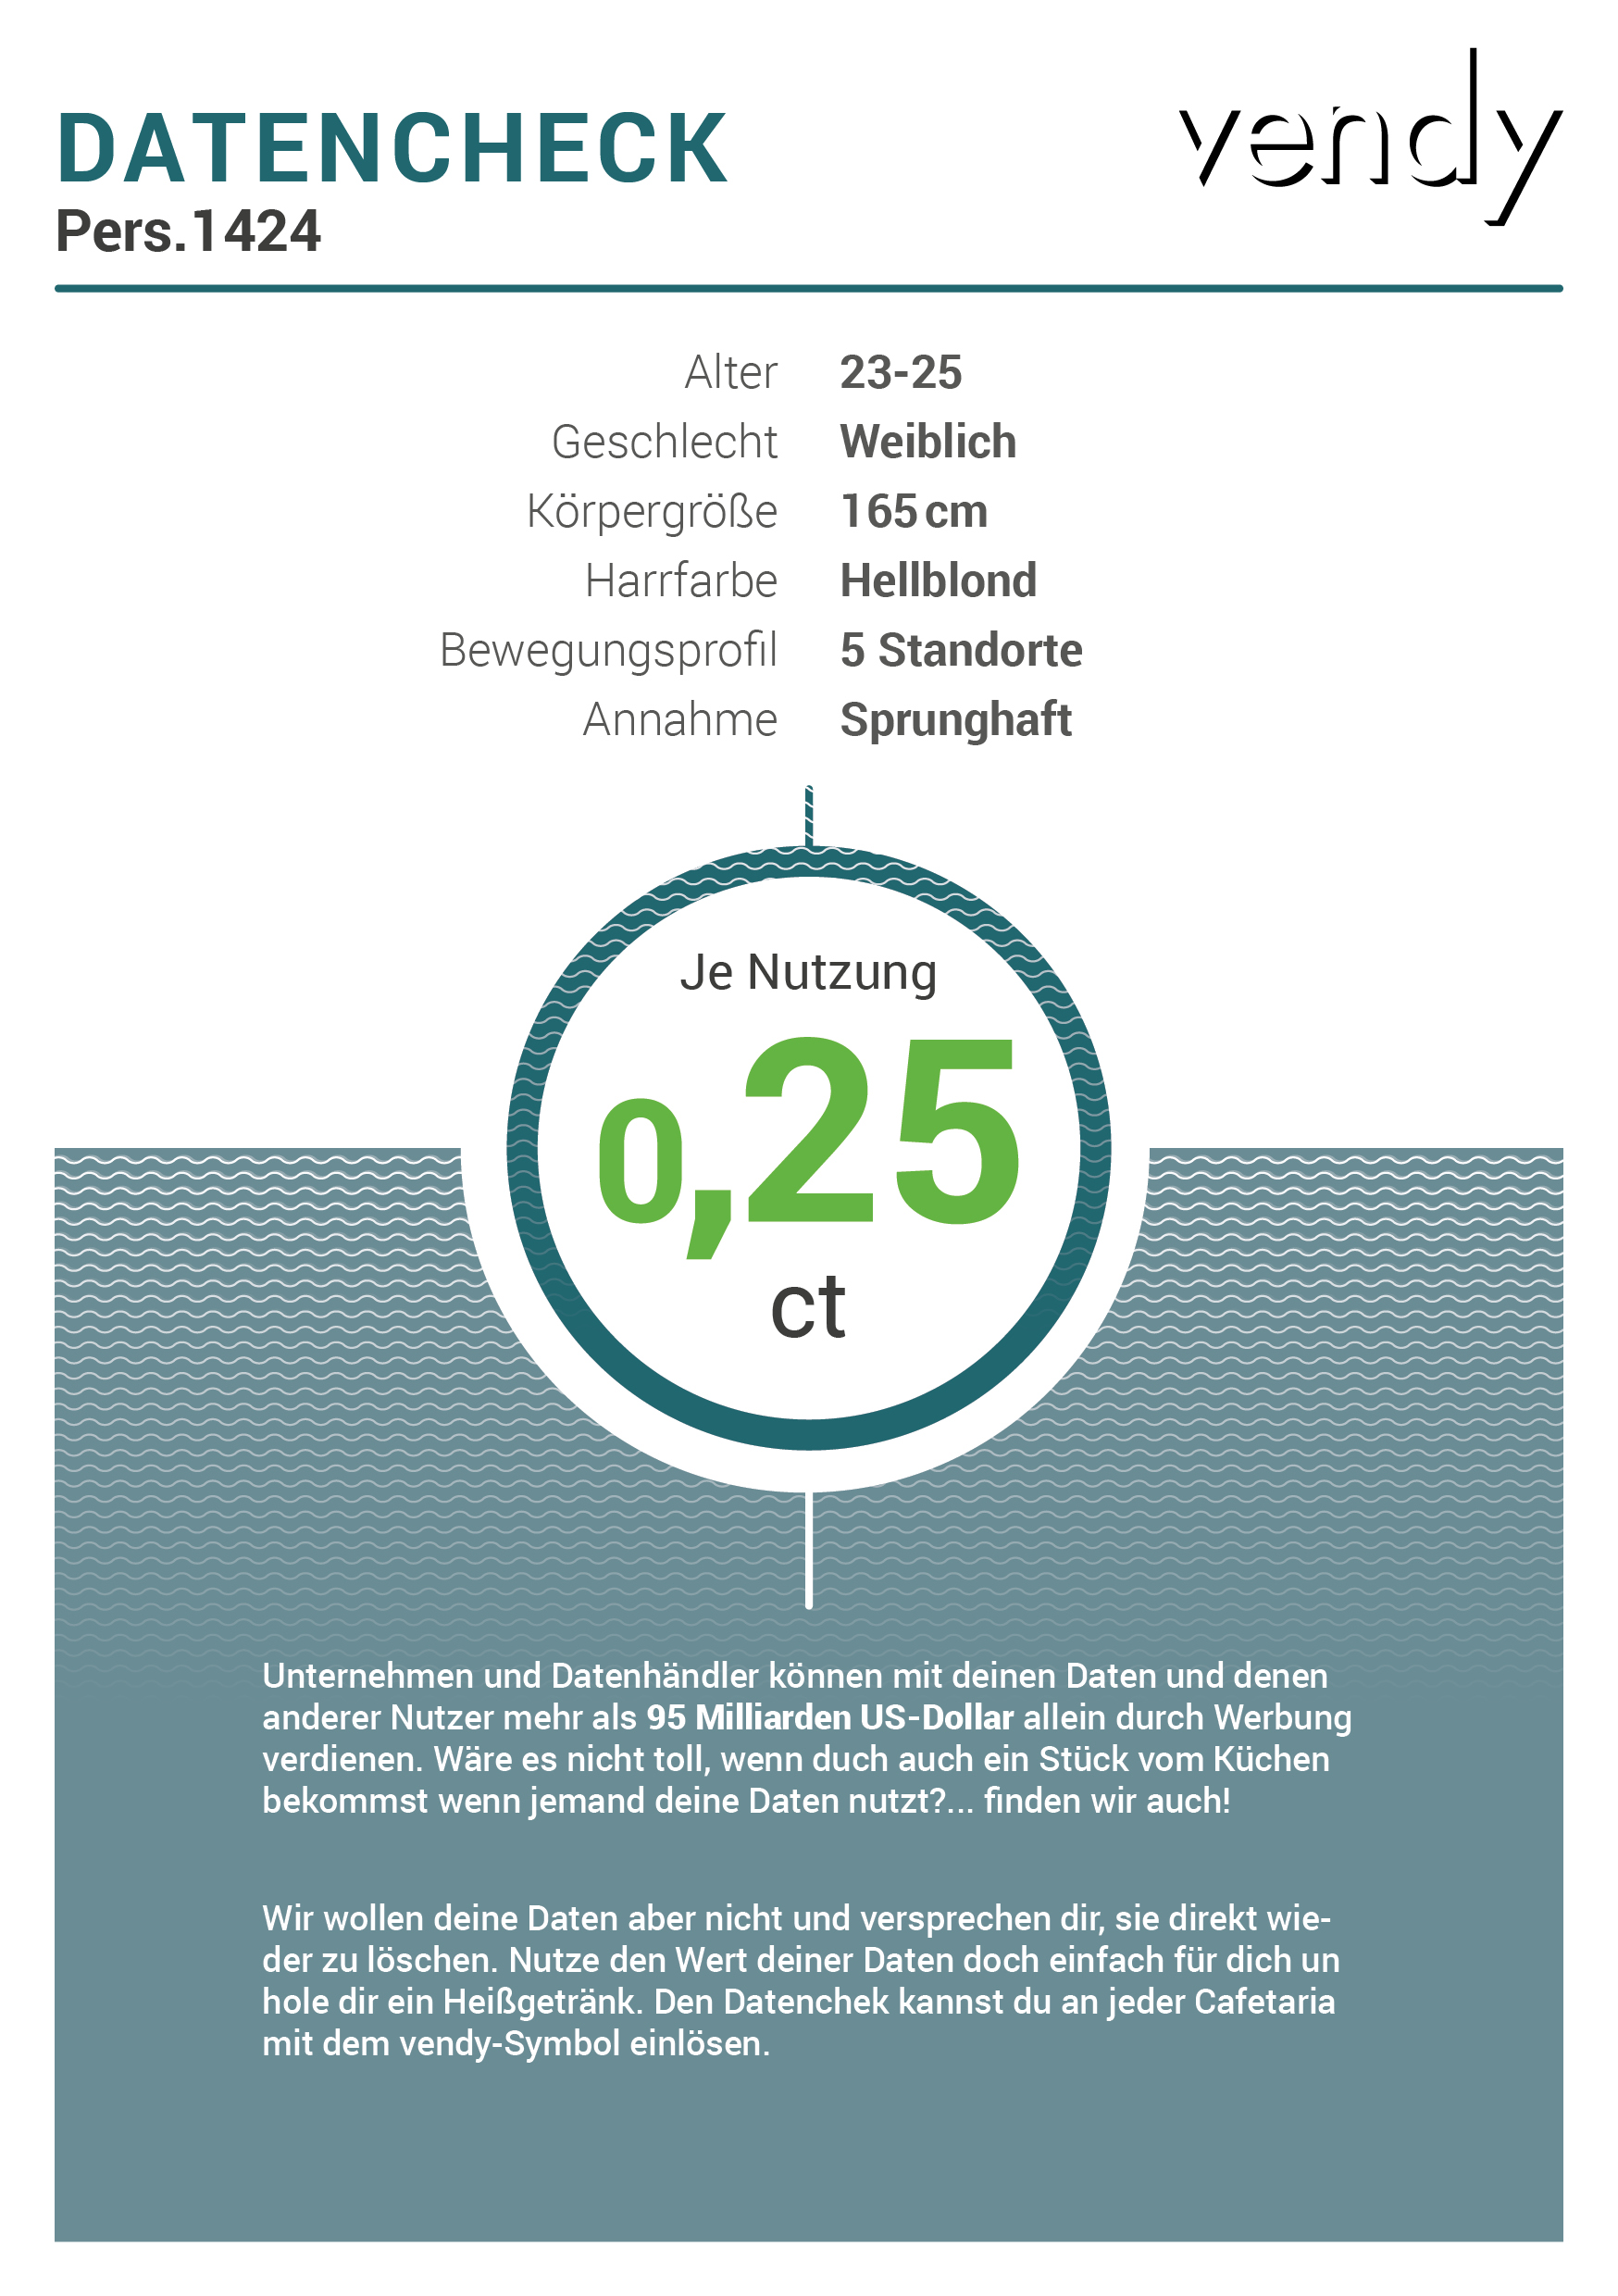 DATENCHECK
vendy
Pers.1424
Alter 23-25
Geschlecht Weiblich
Körpergröße 165 cm
Harrfarbe Hellblond
Bewegungsprofil 5 Standorte
Annahme Sprunghaft
Je Nutzung
0,25
ct
Unternehmen und Datenhändler können mit deinen Daten und denen
anderer Nutzer mehr als 95 Milliarden US-Dollar allein durch Werbung
verdienen. Wäre es nicht toll, wenn duch auch ein Stück vom Küchen
bekommst wenn jemand deine Daten nutzt?... finden wir auch!
Wir wollen deine Daten aber nicht und versprechen dir, sie direkt wie-
der zu löschen. Nutze den Wert deiner Daten doch einfach für dich un
hole dir ein Heißgetränk. Den Datenchek kannst du an jeder Cafetaria
mit dem vendy-Symbol einlösen.